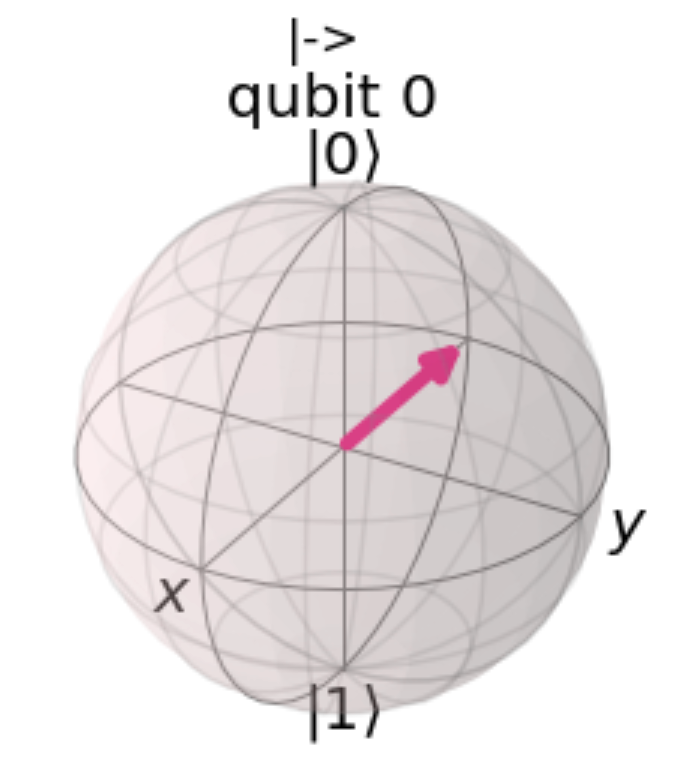 |->
qubit 0
|0⟩
y
x
|1⟩